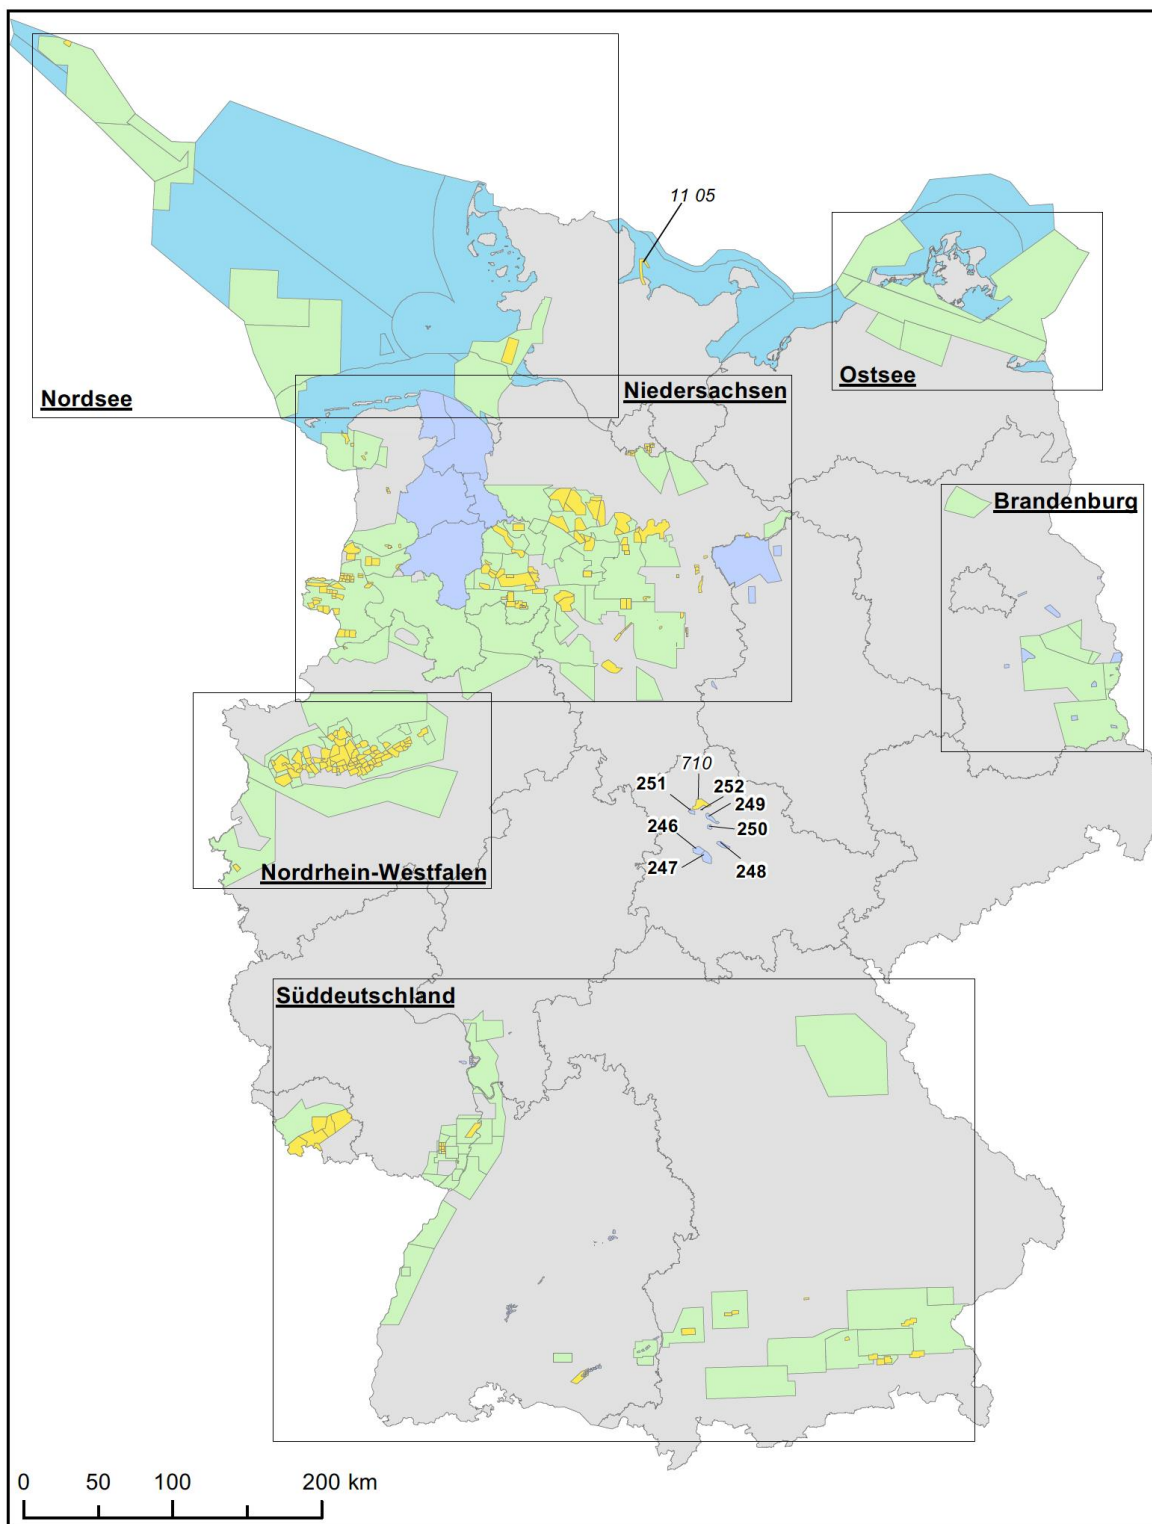 11 05
Nordsee
Niedersachsen
Ostsee
Brandenburg
710
251
252
249
246
250
247
248
Nordrhein-Westfalen
Süddeutschland
0 50 100 200 km